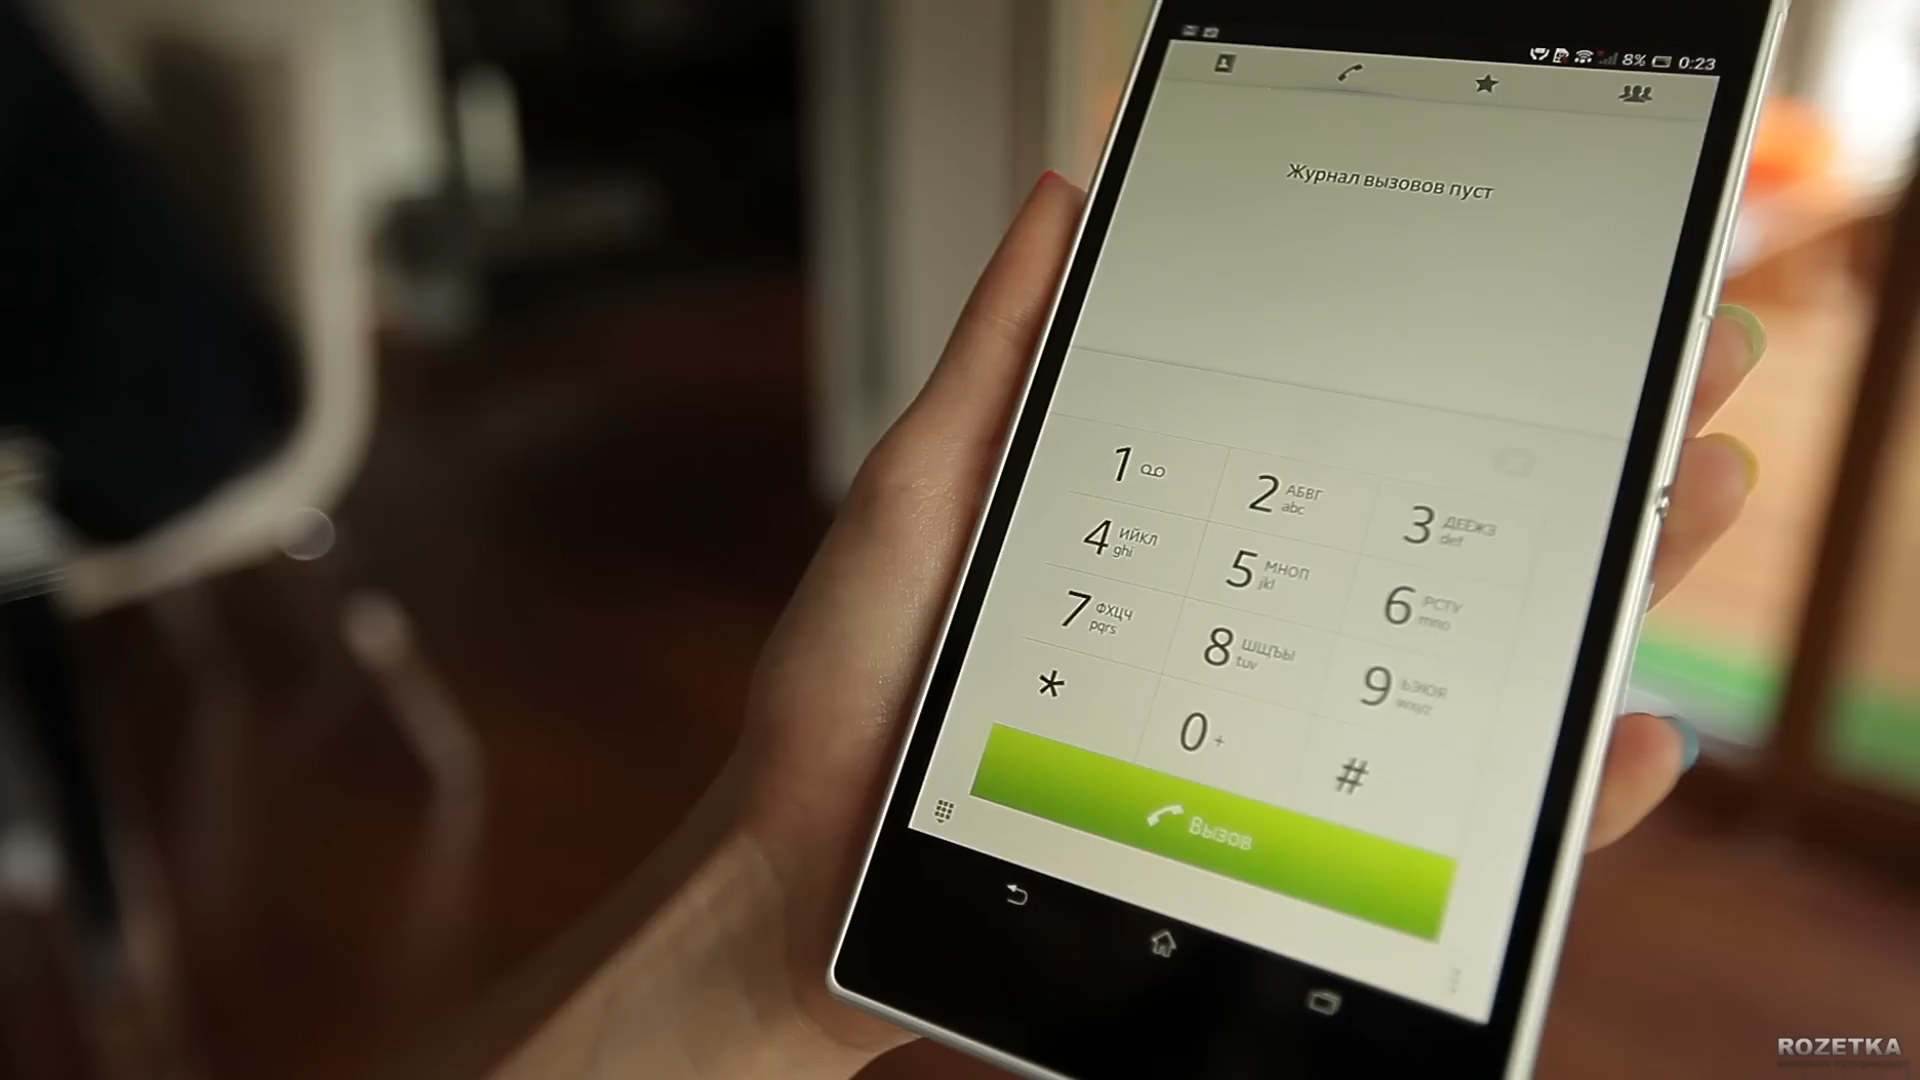 8% 0:23
Журнал вызовов пуст
1
2 АБВГ
abc
3 ДЕЁЖЗ
def
4 ИЙКЛ
ghi
5 МНОП
jkl
6 РСТУ
mno
7 ФХЦЧ
pqrs
8 ШЩЪЫ
tuv
9 ЬЭЮЯ
wxyz
*
0 +
#
Вызов
ROZETKA